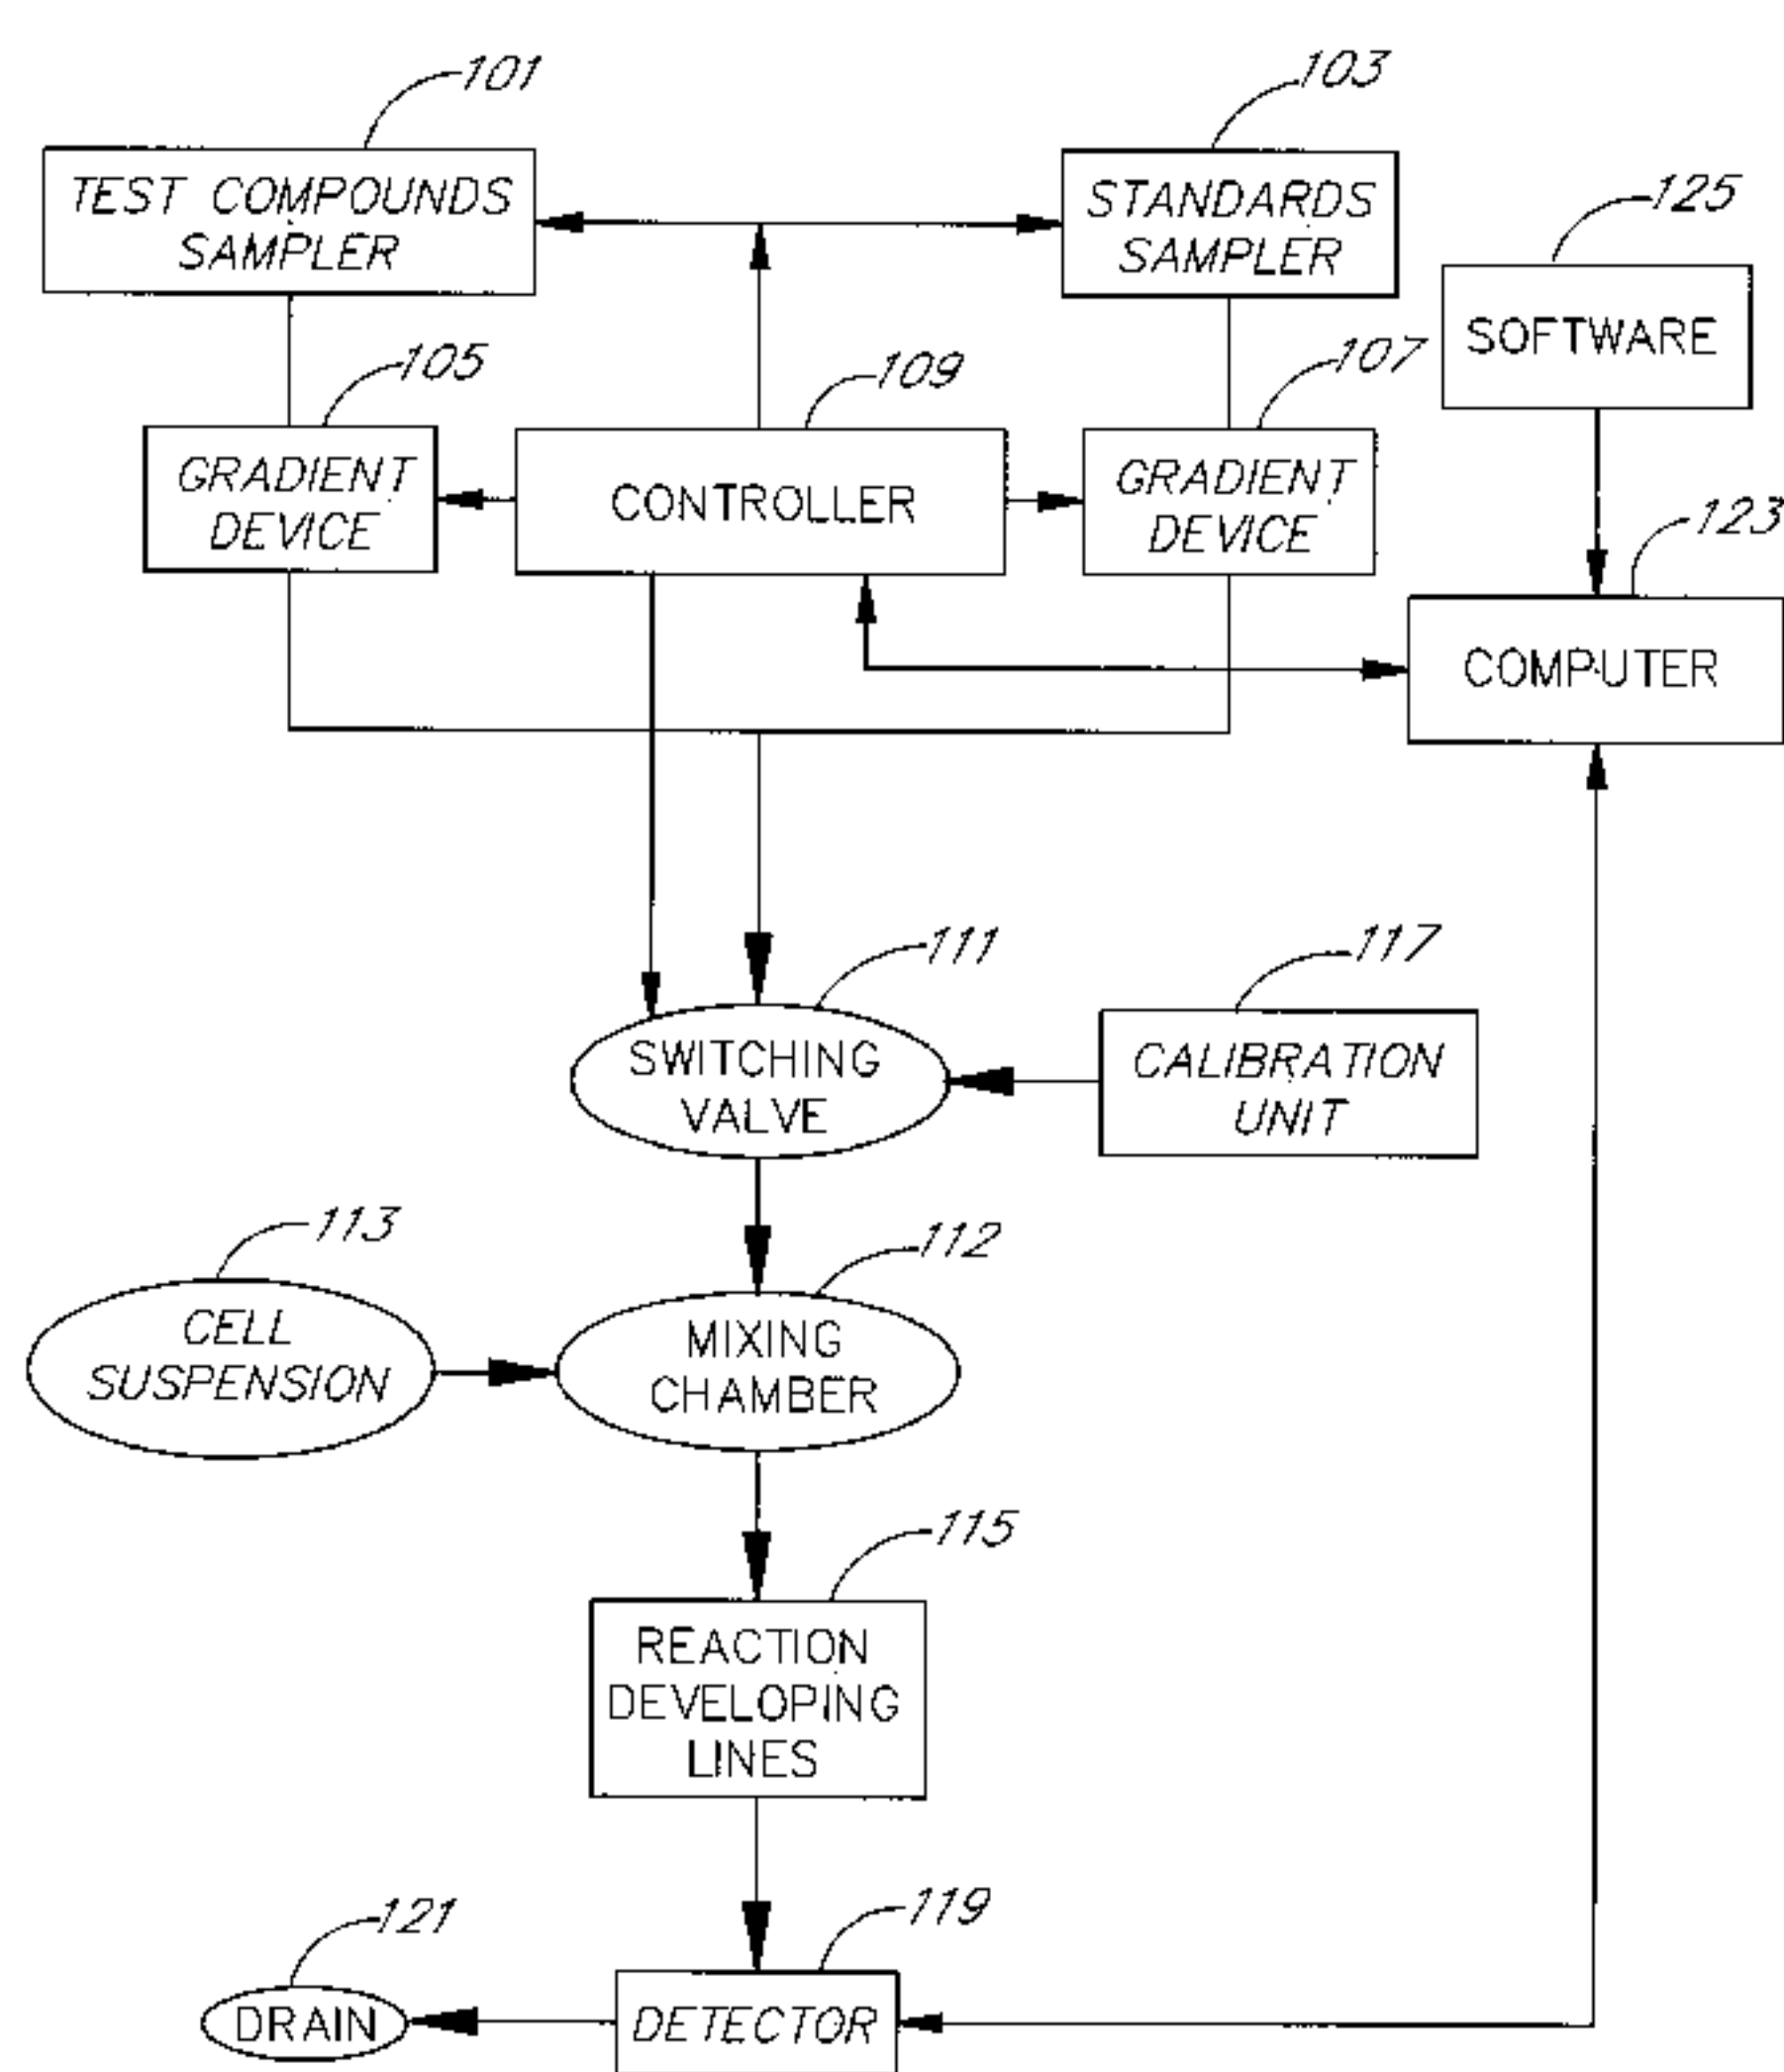 101
103
TEST COMPOUNDS
SAMPLER
STANDARDS
SAMPLER
125
SOFTWARE
105
109
107
GRADIENT
DEVICE
CONTROLLER
GRADIENT
DEVICE
123
COMPUTER
111
117
SWITCHING
VALVE
CALIBRATION
UNIT
113
112
CELL
SUSPENSION
MIXING
CHAMBER
115
REACTION
DEVELOPING
LINES
121
119
DRAIN
DETECTOR